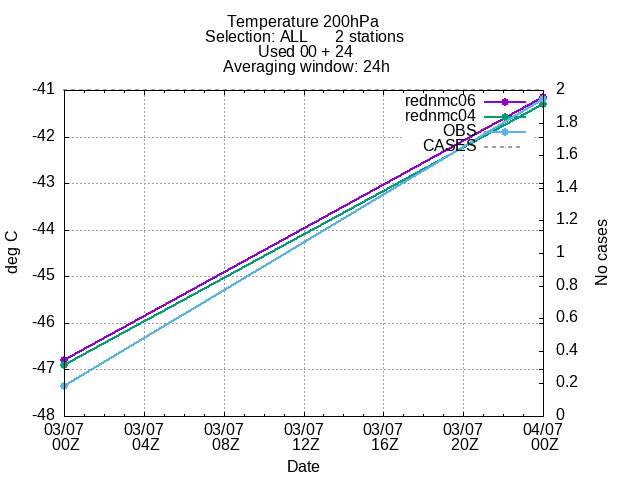 Temperature 200hPa
Selection: ALL 2 stations
Used 00 + 24
Averaging window: 24h
-41
-42
-43
-44
-45
-46
-47
-48
deg C
rednmc06
rednmc04
OBS
CASES
2
1.8
1.6
1.4
1.2
1
0.8
0.6
0.4
0.2
0
No cases
03/07 03/07 03/07 03/07 03/07 03/07 04/07
00Z 04Z 08Z 12Z 16Z 20Z 00Z
Date